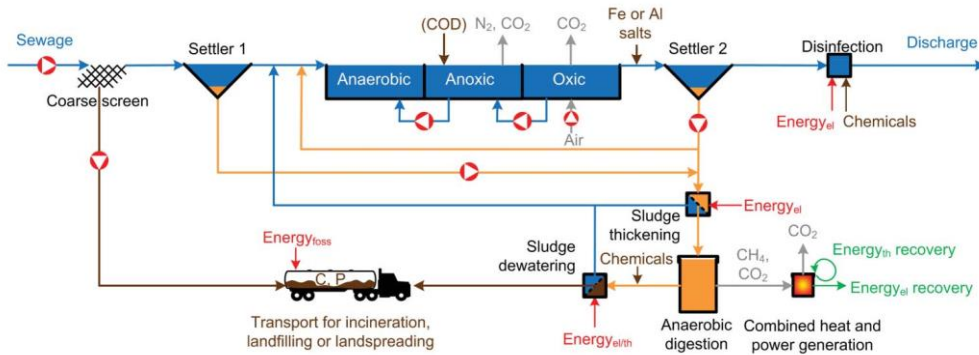 Sewage
Coarse screen
Settler 1
(COD)
N₂, CO₂
CO₂
Fe or Al
salts
Anaerobic
Anoxic
Oxic
Air
Settler 2
Disinfection
Discharge
Energyel
Chemicals
Energyel
Sludge
thickening
Sludge
dewatering
Chemicals
Energyel/th
Anaerobic
digestion
CH₄,
CO₂
CO₂
Energyth recovery
Energyel recovery
Combined heat and
power generation
Energyfoss
C, P
Transport for incineration,
landfilling or landspreading